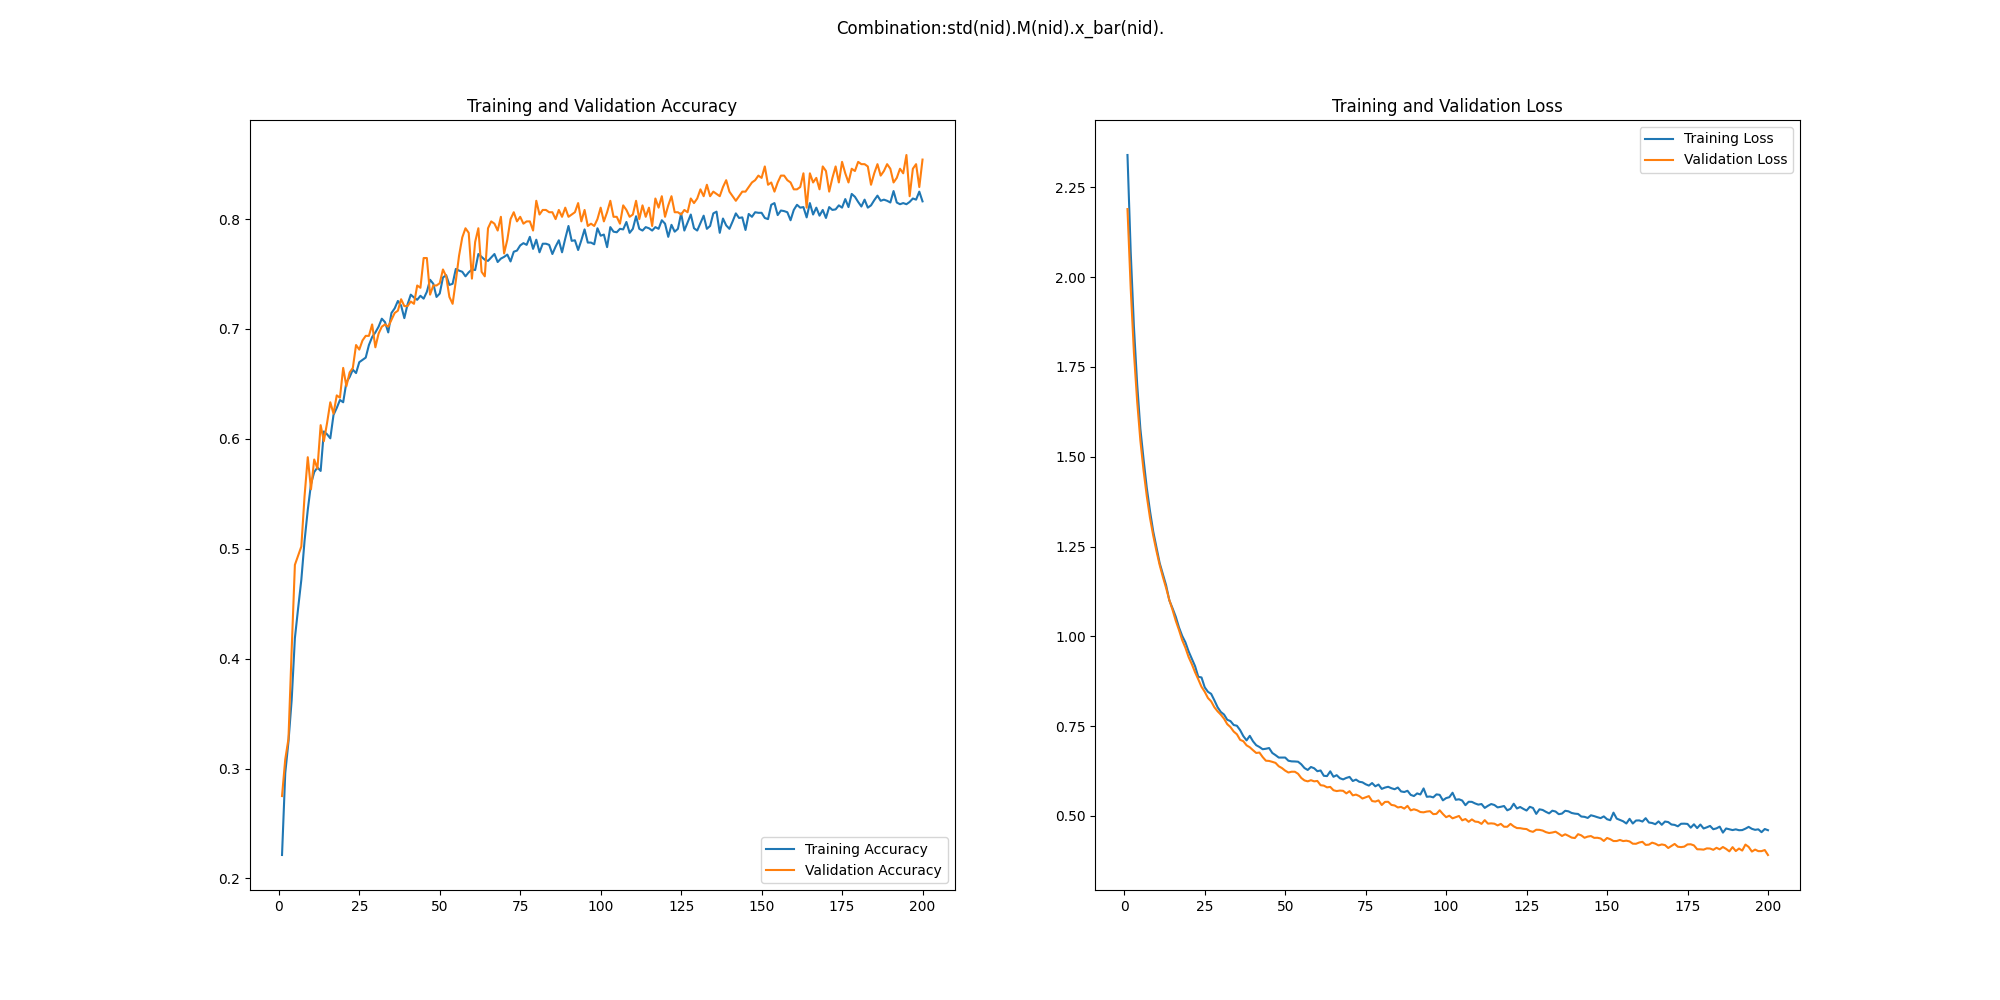 Combination:std(nid).M(nid).x_bar(nid).
Training and Validation Accuracy
0.8
0.7
0.6
0.5
0.4
0.3
0.2
0 25 50 75 100 125 150 175 200
Training Accuracy
Validation Accuracy
Training and Validation Loss
Training Loss
Validation Loss
2.25
2.00
1.75
1.50
1.25
1.00
0.75
0.50
0 25 50 75 100 125 150 175 200